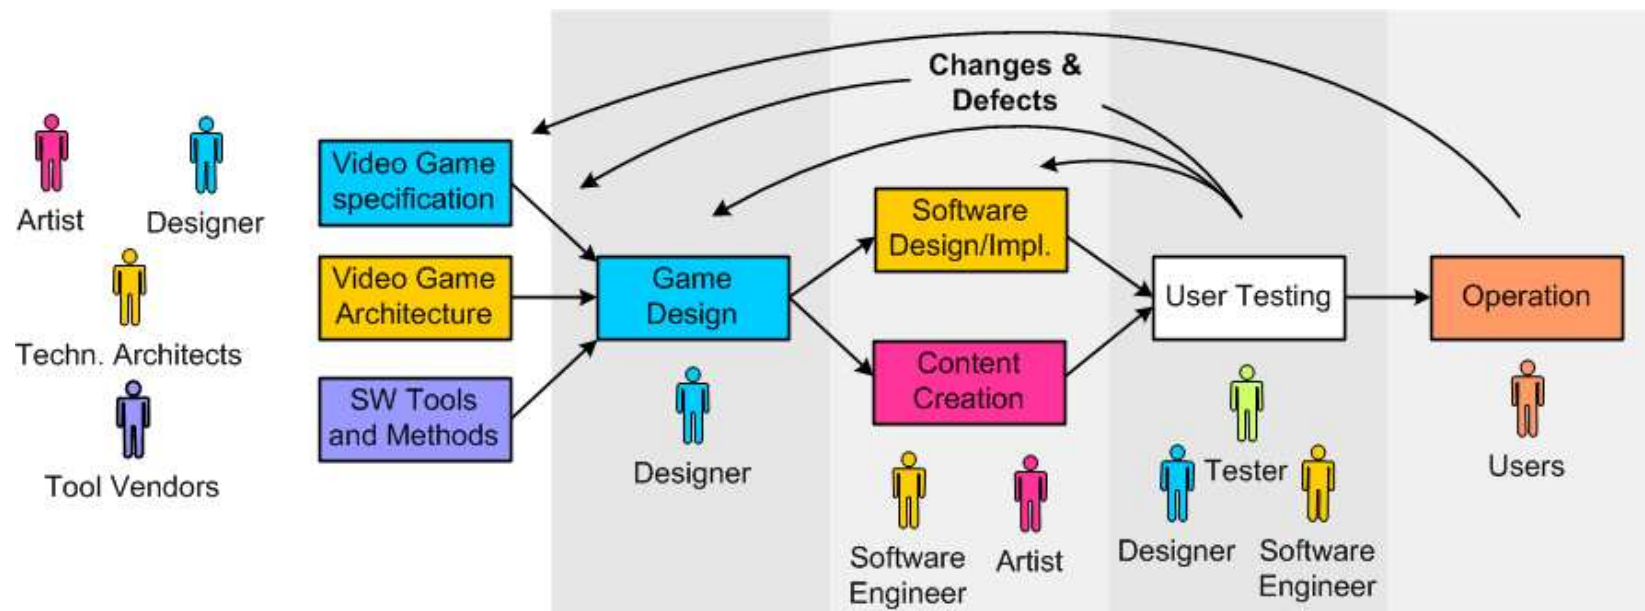 Changes &
Defects
Artist
Designer
Techn. Architects
Tool Vendors
Video Game
specification
Video Game
Architecture
SW Tools
and Methods
Game
Design
Designer
Software
Design/Impl.
Content
Creation
Software
Engineer
Artist
User Testing
Tester
Designer
Software
Engineer
Operation
Users